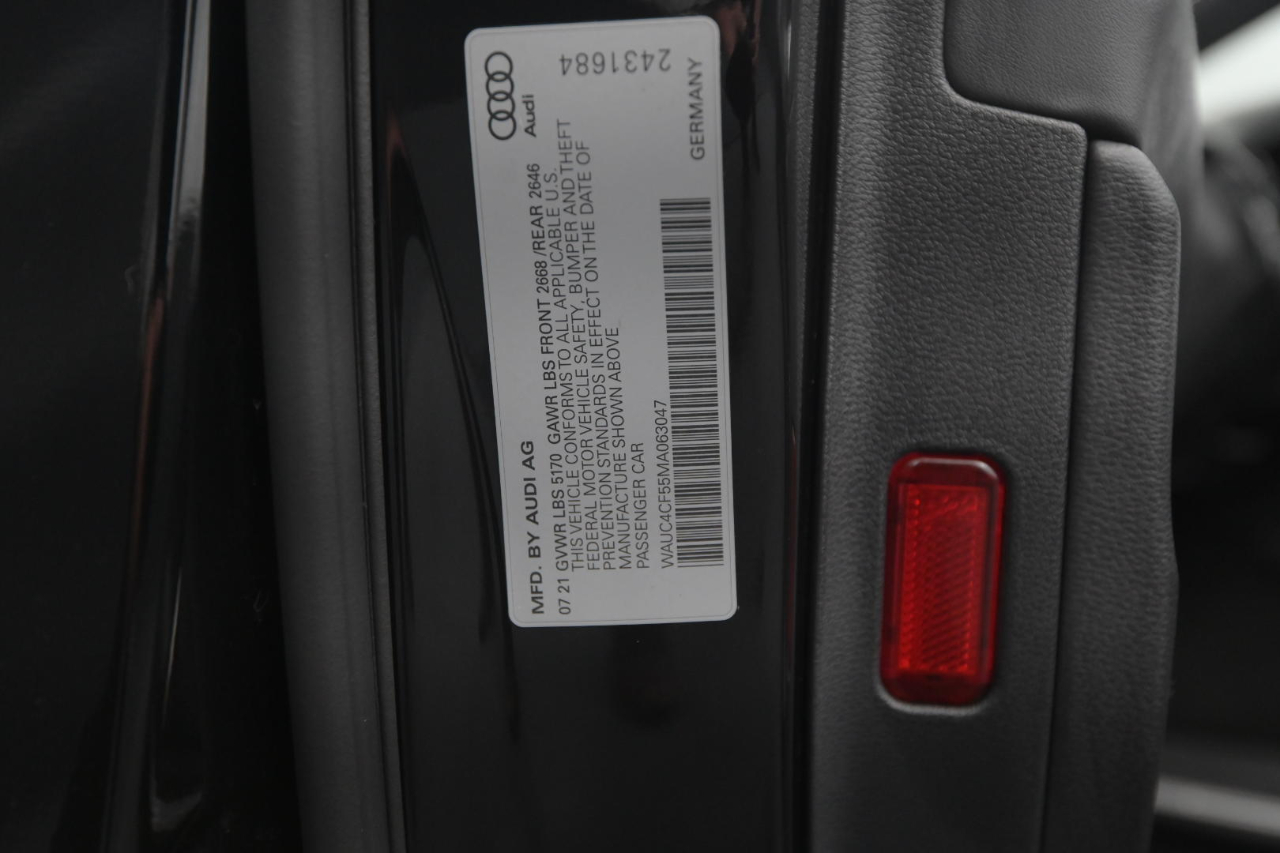 2431684
Audi
GERMANY
MFD. BY AUDI AG
07 21 GVWR LBS 5170 GAWR LBS FRONT 2668 /REAR 2646
THIS VEHICLE CONFORMS TO ALL APPLICABLE U.S.
FEDERAL MOTOR VEHICLE SAFETY, BUMPER AND THEFT
PREVENTION STANDARDS IN EFFECT ON THE DATE OF
MANUFACTURE SHOWN ABOVE.
PASSENGER CAR
WAUC4CF55MA063047